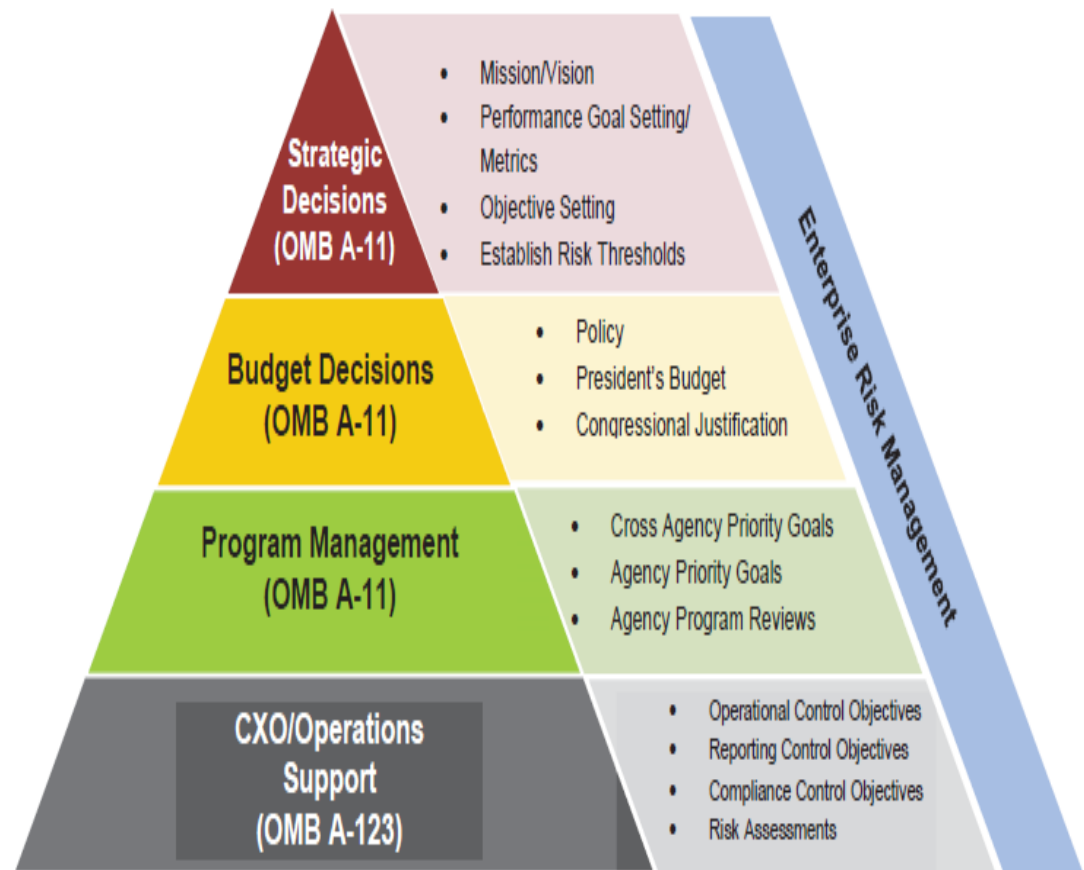 Strategic
Decisions
(OMB A-11)
• Mission/Vision
• Performance Goal Setting/
Metrics
• Objective Setting
• Establish Risk Thresholds
Budget Decisions
(OMB A-11)
• Policy
• President's Budget
• Congressional Justification
Program Management
(OMB A-11)
• Cross Agency Priority Goals
• Agency Priority Goals
• Agency Program Reviews
CXO/Operations
Support
(OMB A-123)
• Operational Control Objectives
• Reporting Control Objectives
• Compliance Control Objectives
• Risk Assessments
Enterprise Risk Management